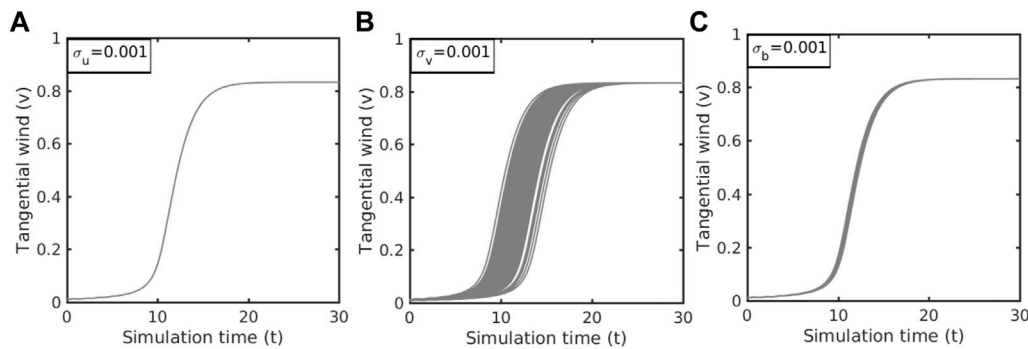 A
σu=0.001
Tangential wind (v)
1
0.8
0.6
0.4
0.2
0
0 10 20 30
Simulation time (t)
B
σv=0.001
Tangential wind (v)
1
0.8
0.6
0.4
0.2
0
0 10 20 30
Simulation time (t)
C
σb=0.001
Tangential wind (v)
1
0.8
0.6
0.4
0.2
0
0 10 20 30
Simulation time (t)